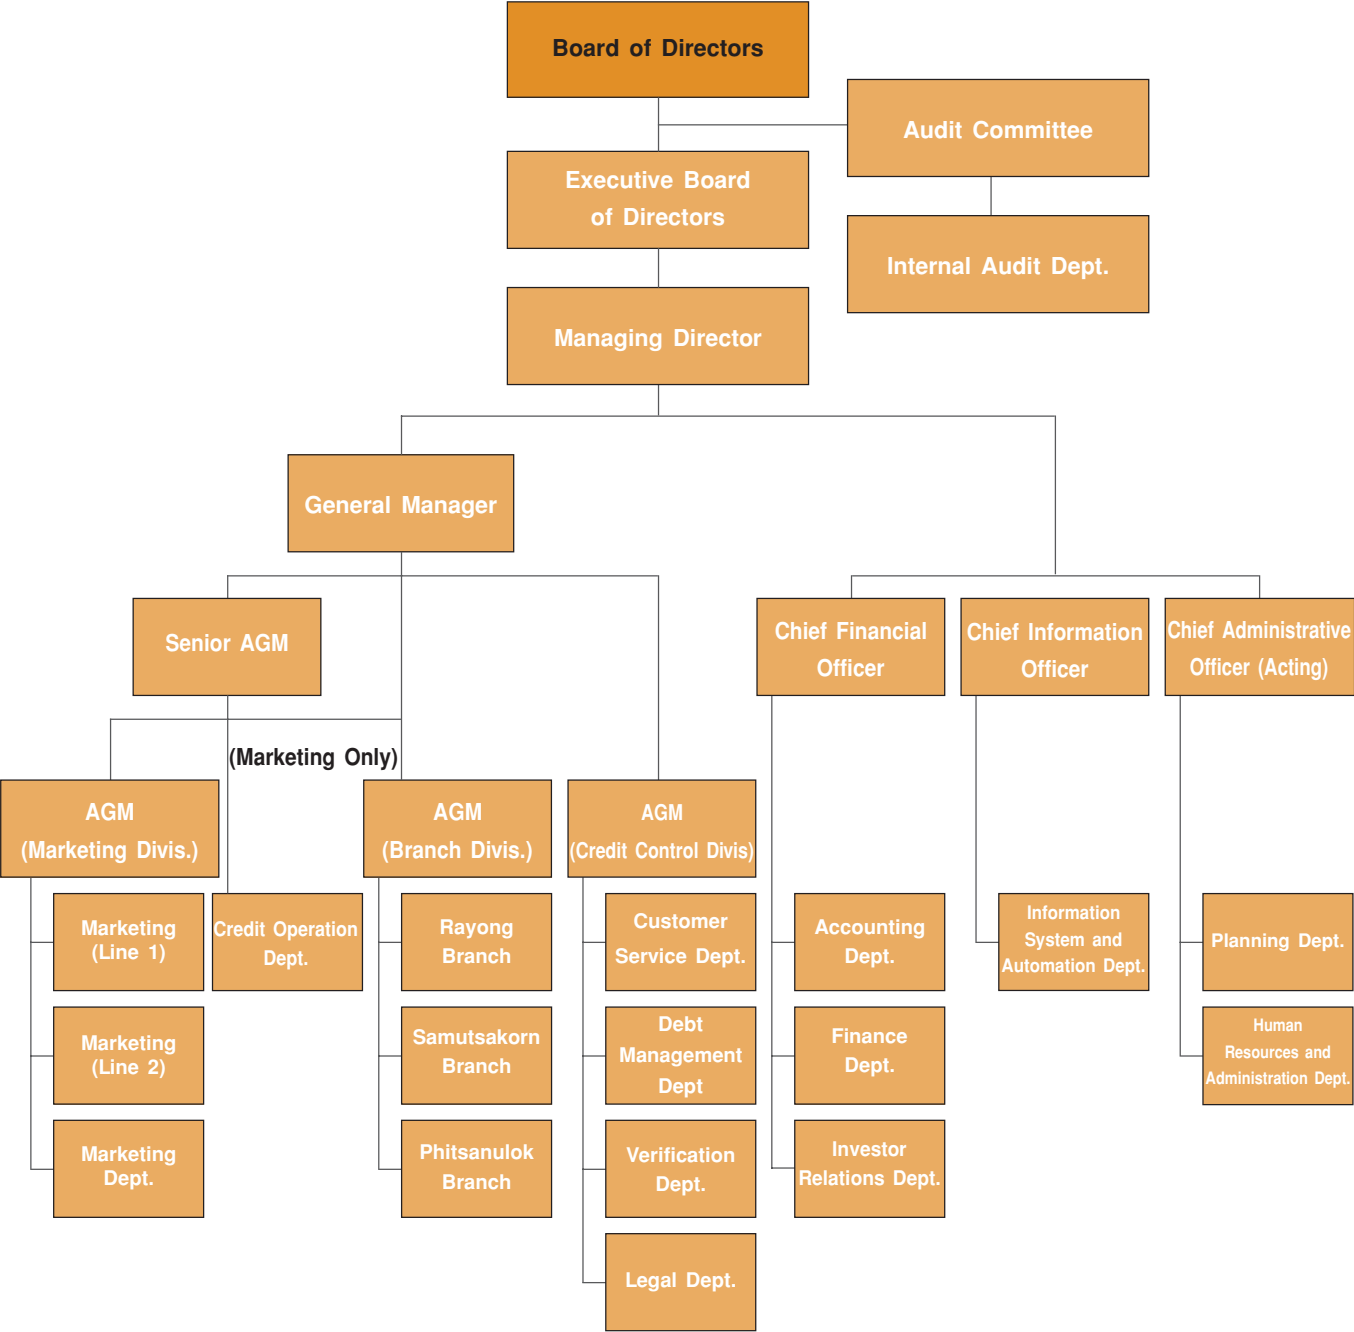 Board of Directors
Audit Committee
Executive Board
of Directors
Internal Audit Dept.
Managing Director
General Manager
Senior AGM
Chief Financial
Officer
Chief Information
Officer
Chief Administrative
Officer (Acting)
(Marketing Only)
AGM
(Marketing Divis.)
AGM
(Branch Divis.)
AGM
(Credit Control Divis)
Marketing
(Line 1)
Credit Operation
Dept.
Rayong
Branch
Customer
Service Dept.
Accounting
Dept.
Information
System and
Automation Dept.
Planning Dept.
Marketing
(Line 2)
Samutsakorn
Branch
Debt
Management
Dept
Finance
Dept.
Human
Resources and
Administration Dept.
Marketing
Dept.
Phitsanulok
Branch
Verification
Dept.
Investor
Relations Dept.
Legal Dept.